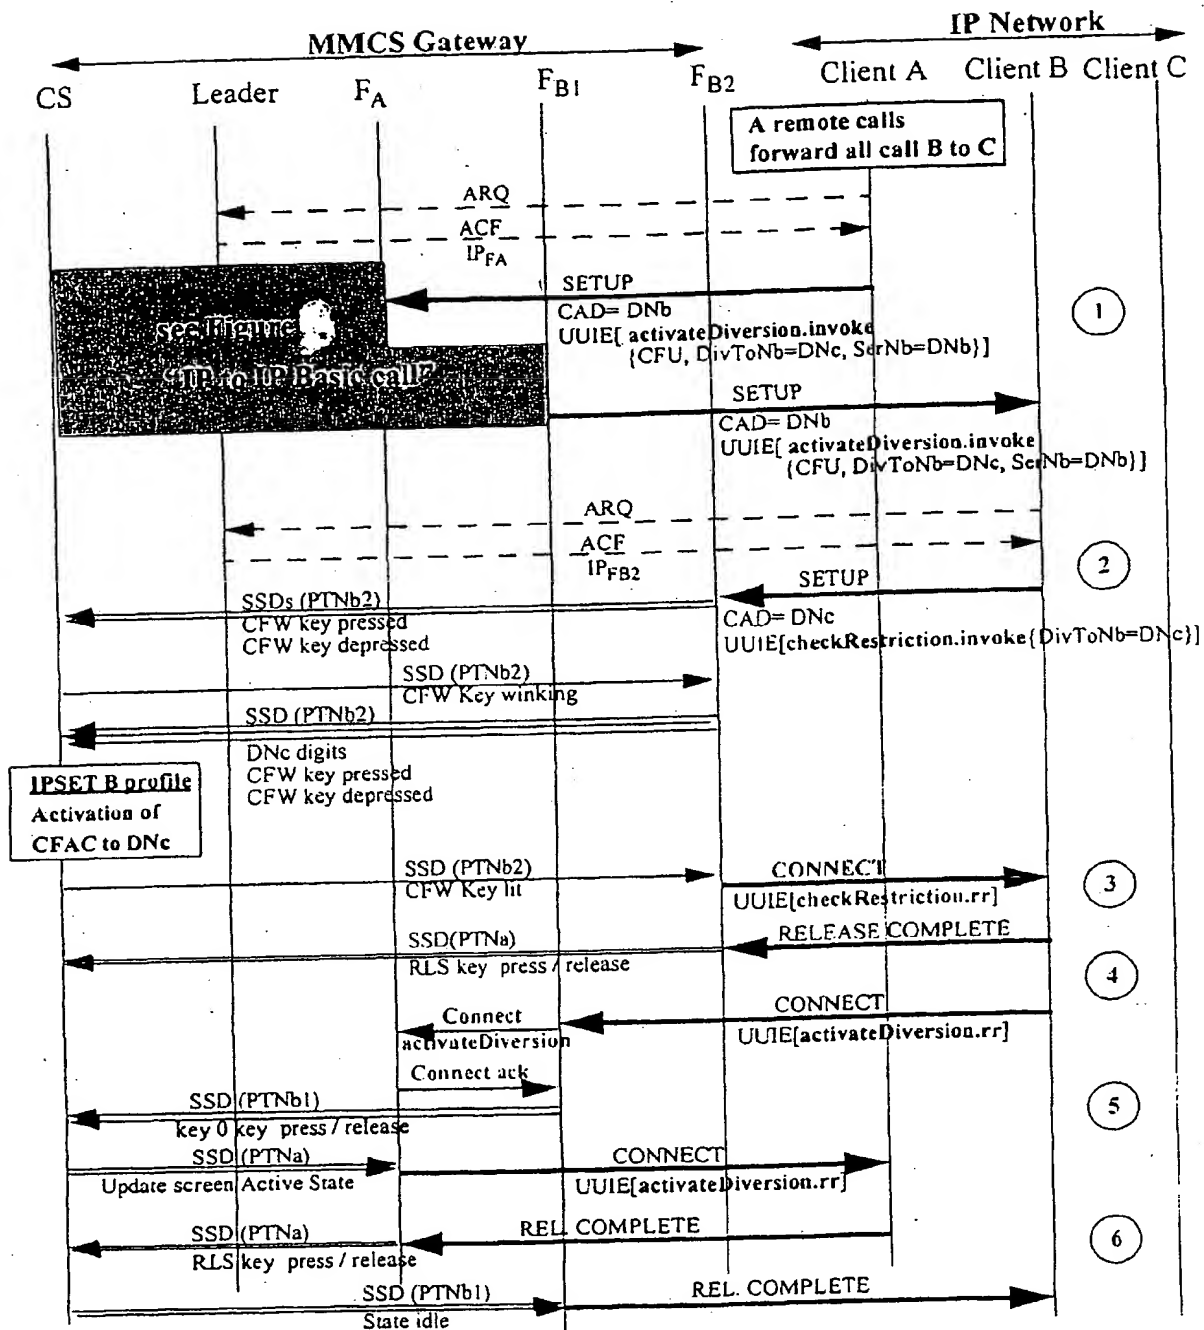 MMCS Gateway
IP Network
CS
Leader
FA
FB1
FB2
Client A
Client B
Client C
A remote calls
forward all call B to C
ARQ
ACF
IPFA
SETUP
CAD= DNb
UUIE[ activateDiversion.invoke
{CFU, DivToNb=DNc, SerNb=DNb}]
1
see Figure
"IP to IP Basic call"
SETUP
CAD= DNb
UUIE[ activateDiversion.invoke
{CFU, DivToNb=DNc, SerNb=DNb}]
ARQ
ACF
IPFB2
2
SETUP
CAD= DNc
UUIE[checkRestriction.invoke{DivToNb=DNc}]
SSDs (PTNb2)
CFW key pressed
CFW key depressed
SSD (PTNb2)
CFW Key winking
SSD (PTNb2)
DNc digits
CFW key pressed
CFW key depressed
IPSET B profile
Activation of
CFAC to DNc
SSD (PTNb2)
CFW Key lit
CONNECT
UUIE[checkRestriction.rr]
3
RELEASE COMPLETE
SSD(PTNa)
RLS key press / release
4
CONNECT
UUIE[activateDiversion.rr]
Connect
activateDiversion
Connect ack
SSD (PTNb1)
key 0 key press / release
5
SSD (PTNa)
Update screen Active State
CONNECT
UUIE[activateDiversion.rr]
REL. COMPLETE
SSD (PTNa)
RLS key press / release
6
SSD (PTNb1)
State idle
REL. COMPLETE